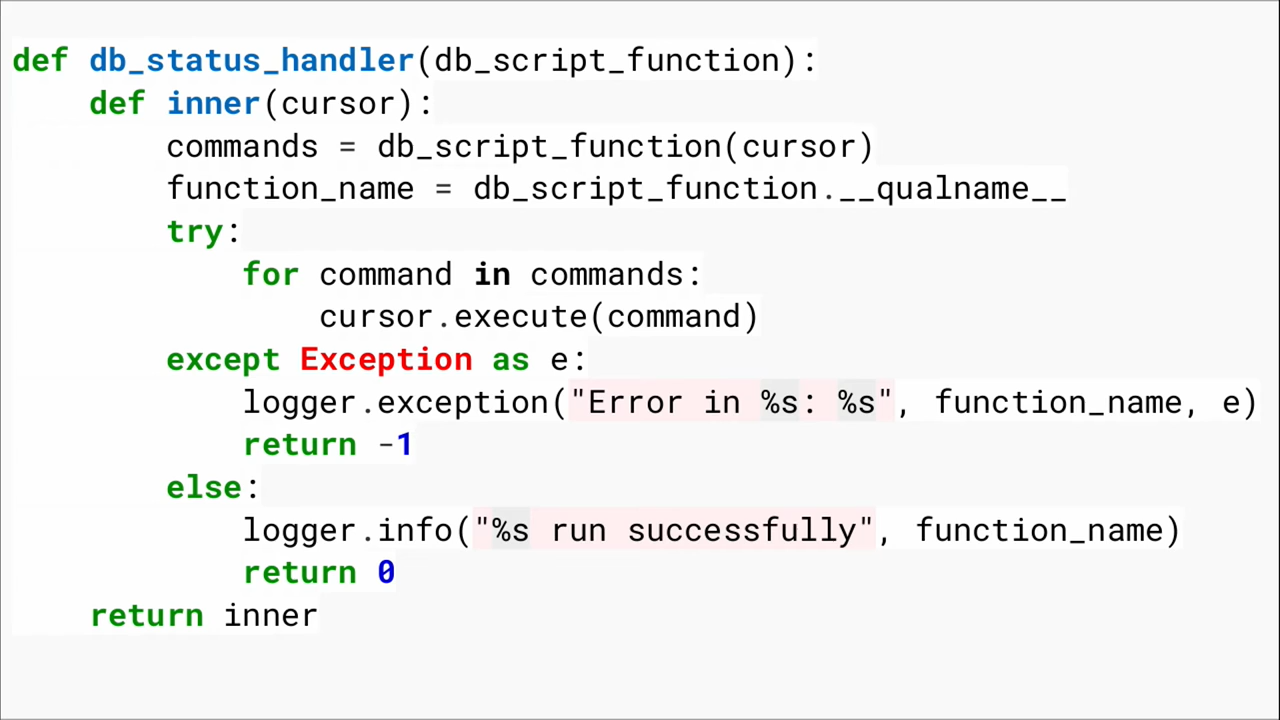 def db_status_handler(db_script_function):
    def inner(cursor):
        commands = db_script_function(cursor)
        function_name = db_script_function.__qualname__
        try:
            for command in commands:
                cursor.execute(command)
        except Exception as e:
            logger.exception("Error in %s: %s", function_name, e)
            return -1
        else:
            logger.info("%s run successfully", function_name)
            return 0
    return inner